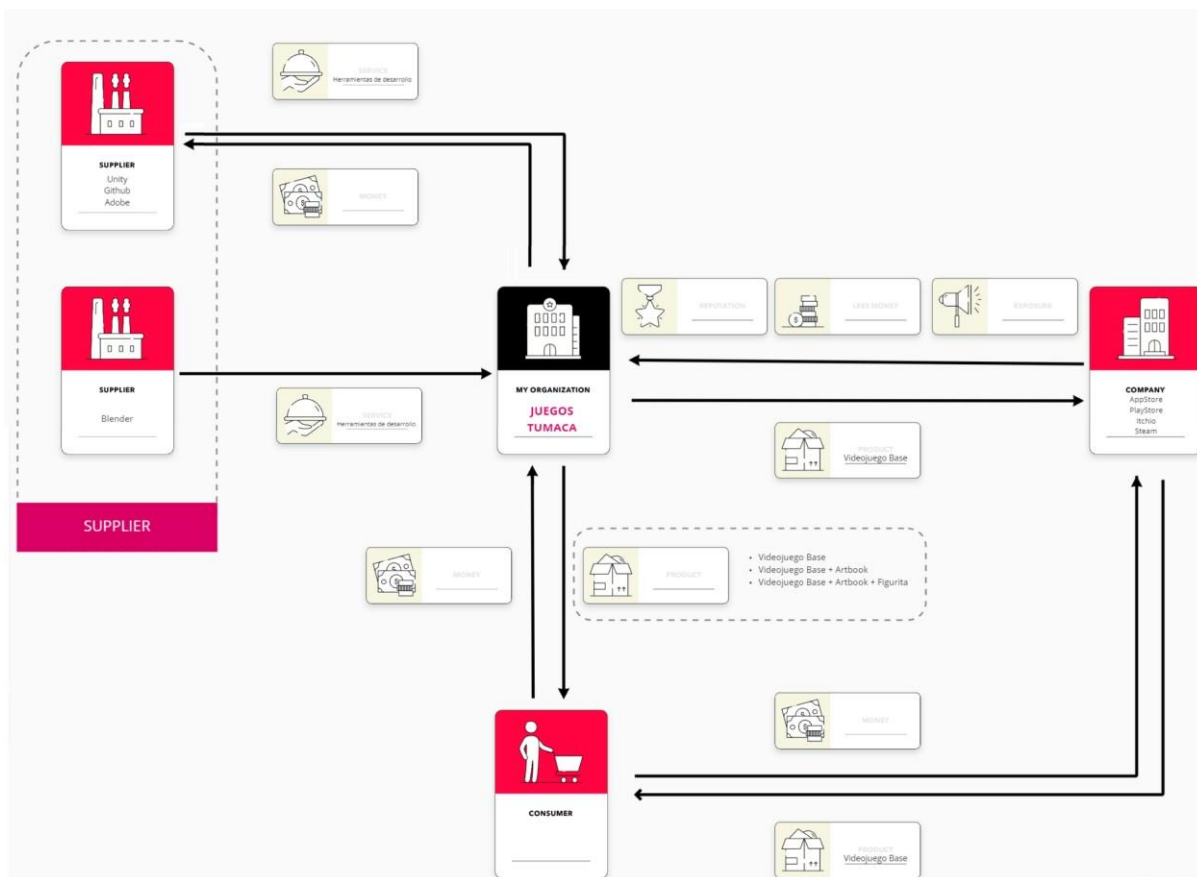 SERVICE
Herramientas de desarrollo
SUPPLIER
Unity
Github
Adobe
MONEY
REPUTATION
LESS MONEY
EXPOSURE
SUPPLIER
Blender
SERVICE
Herramientas de desarrollo
MY ORGANIZATION
JUEGOS
TUMACA
COMPANY
AppStore
PlayStore
Itchio
Steam
PRODUCT
Videojuego Base
SUPPLIER
MONEY
PRODUCT
• Videojuego Base
• Videojuego Base + Artbook
• Videojuego Base + Artbook + Figurita
MONEY
CONSUMER
PRODUCT
Videojuego Base